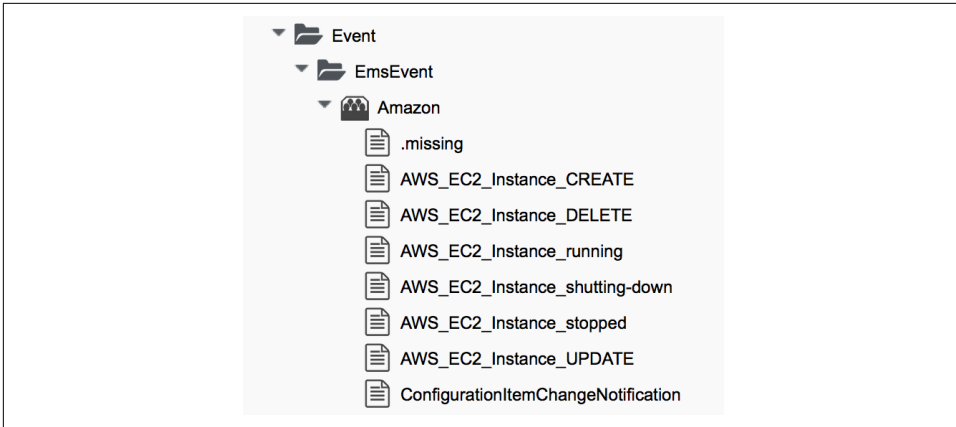 Event
EmsEvent
Amazon
.missing
AWS_EC2_Instance_CREATE
AWS_EC2_Instance_DELETE
AWS_EC2_Instance_running
AWS_EC2_Instance_shutting-down
AWS_EC2_Instance_stopped
AWS_EC2_Instance_UPDATE
ConfigurationItemChangeNotification